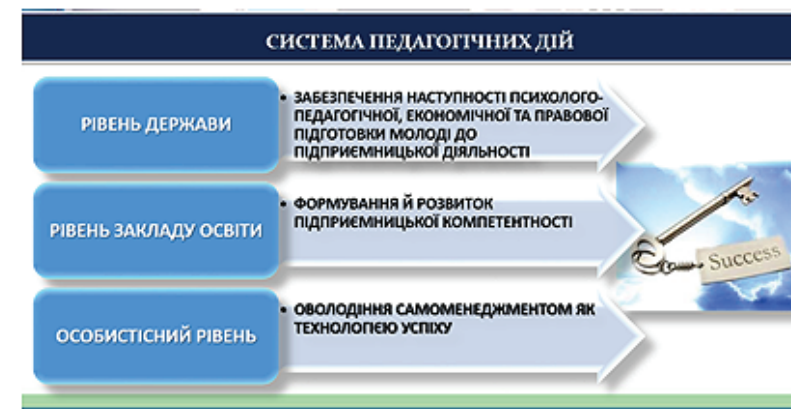 СИСТЕМА ПЕДАГОГІЧНИХ ДІЙ
РІВЕНЬ ДЕРЖАВИ
• ЗАБЕЗПЕЧЕННЯ НАСТУПНОСТІ ПСИХОЛОГО-
ПЕДАГОГІЧНОЇ, ЕКОНОМІЧНОЇ ТА ПРАВОВОЇ
ПІДГОТОВКИ МОЛОДІ ДО
ПІДПРИЄМНИЦЬКОЇ ДІЯЛЬНОСТІ
РІВЕНЬ ЗАКЛАДУ ОСВІТИ
• ФОРМУВАННЯ Й РОЗВИТОК
ПІДПРИЄМНИЦЬКОЇ КОМПЕТЕНТНОСТІ
Success
ОСОБИСТІСНИЙ РІВЕНЬ
• ОВОЛОДІННЯ САМОМЕНЕДЖМЕНТОМ ЯК
ТЕХНОЛОГІЄЮ УСПІХУ